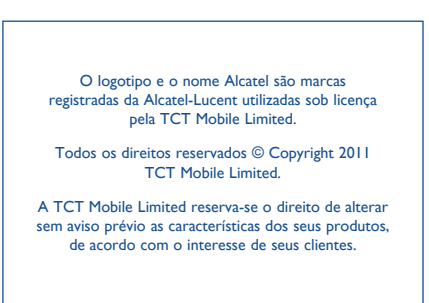 O logotipo e o nome Alcatel são marcas
registradas da Alcatel-Lucent utilizadas sob licença
pela TCT Mobile Limited.
Todos os direitos reservados © Copyright 2011
TCT Mobile Limited.
A TCT Mobile Limited reserva-se o direito de alterar
sem aviso prévio as características dos seus produtos,
de acordo com o interesse de seus clientes.